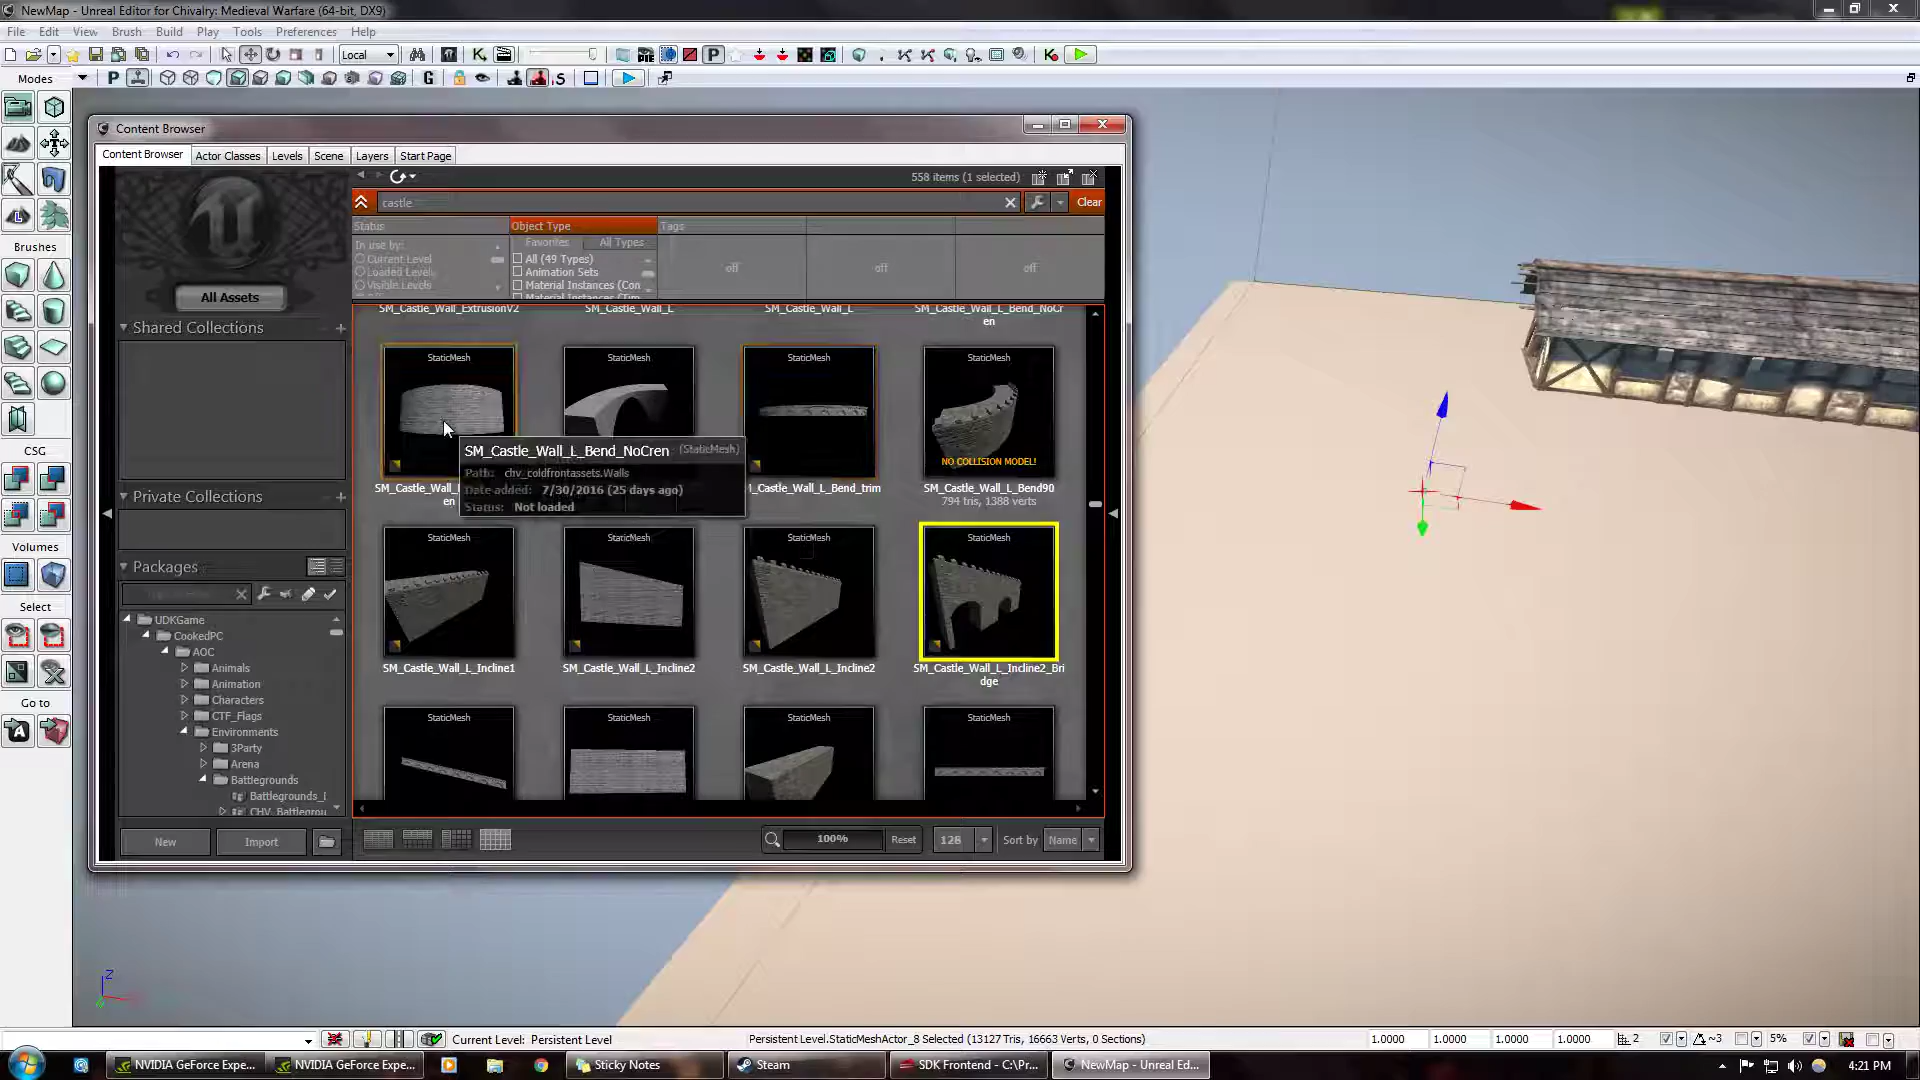 NewMap - Unreal Editor for Chivalry: Medieval Warfare (64-bit, DX9)
File Edit View Brush Build Play Tools Preferences Help
Local
Modes
Content Browser
Content Browser Actor Classes Levels Scene Layers Start Page
558 items (1 selected)
castle
Clear
Status Object Type Tags
In use by: Favorites All Types
Current Level All (49 Types)
Loaded Level Animation Sets off off off
Visible Levels Material Instances (Con
All Assets
Shared Collections
Private Collections
Packages
UDKGame
CookedPC
AOC
Animals
Animation
Characters
CTF_Flags
Environments
3Party
Arena
Battlegrounds
Battlegrounds_I
CHV_Battlegrou
New Import
Brushes
CSG
Volumes
Select
Go to
SM_Castle_Wall_ExtrusionV2 SM_Castle_Wall_L SM_Castle_Wall_L SM_Castle_Wall_L_Bend_NoCr
en
StaticMesh StaticMesh StaticMesh StaticMesh
NO COLLISION MODEL!
SM_Castle_Wall_L_Bend_NoCren (StaticMesh)
Path: chv_coldfrontassets.Walls
Date added: 7/30/2016 (25 days ago)
Status: Not loaded
SM_Castle_Wall_ _Castle_Wall_L_Bend_trim SM_Castle_Wall_L_Bend90
en 794 tris, 1388 verts
StaticMesh StaticMesh StaticMesh StaticMesh
SM_Castle_Wall_L_Incline1 SM_Castle_Wall_L_Incline2 SM_Castle_Wall_L_Incline2 SM_Castle_Wall_L_Incline2_Bri
dge
StaticMesh StaticMesh StaticMesh StaticMesh
100% Reset 128 Sort by Name
Current Level: Persistent Level
Persistent Level.StaticMeshActor_8 Selected (13127 Tris, 16663 Verts, 0 Sections)
1.0000 1.0000 1.0000 1.0000 2 ~3 5%
NVIDIA GeForce Expe... NVIDIA GeForce Expe... Sticky Notes Steam SDK Frontend - C:\Pr... NewMap - Unreal Ed... 4:21 PM